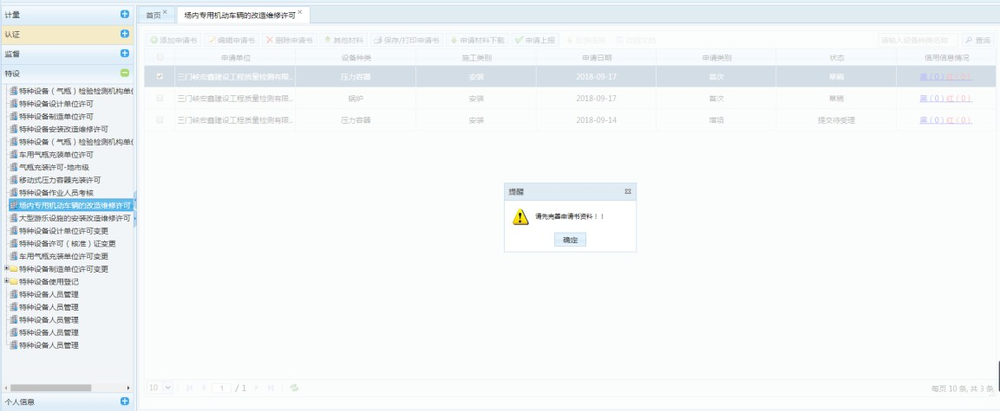 计量
认证
监督
特设
特种设备（气瓶）检验检测机构单位
特种设备设计单位许可
特种设备制造单位许可
特种设备安装改造维修许可
特种设备（气瓶）检验检测机构单位
车用气瓶充装单位许可
气瓶充装许可-地市级
移动式压力容器充装许可
特种设备作业人员考核
场内专用机动车辆的改造维修许可
大型游乐设施的安装改造维修许可
特种设备设计单位许可变更
特种设备许可（核准）证变更
车用气瓶充装单位许可变更
特种设备制造单位许可变更
特种设备使用登记
特种设备人员管理
特种设备人员管理
特种设备人员管理
特种设备人员管理
特种设备人员管理
个人信息
首页 场内专用机动车辆的改造维修许可
添加申请书 编辑申请书 删除申请书 其他材料 保存/打印申请书 申请材料下载 申请上报 请输入设备种类名称 查询
申请单位 设备种类 施工类别 申请日期 申请类别 状态 信用信息情况
三门峡宏鑫建设工程质量检测有限.. 压力容器 安装 2018-09-17 首次 草稿 黑（0）红（0）
三门峡宏鑫建设工程质量检测有限.. 锅炉 安装 2018-09-17 首次 草稿 黑（0）红（0）
三门峡宏鑫建设工程质量检测有限.. 压力容器 安装 2018-09-14 增项 提交待受理 黑（0）红（0）
提醒
请先完善申请书资料！！
确定
10 1 / 1 每页 10 条, 共 3 条